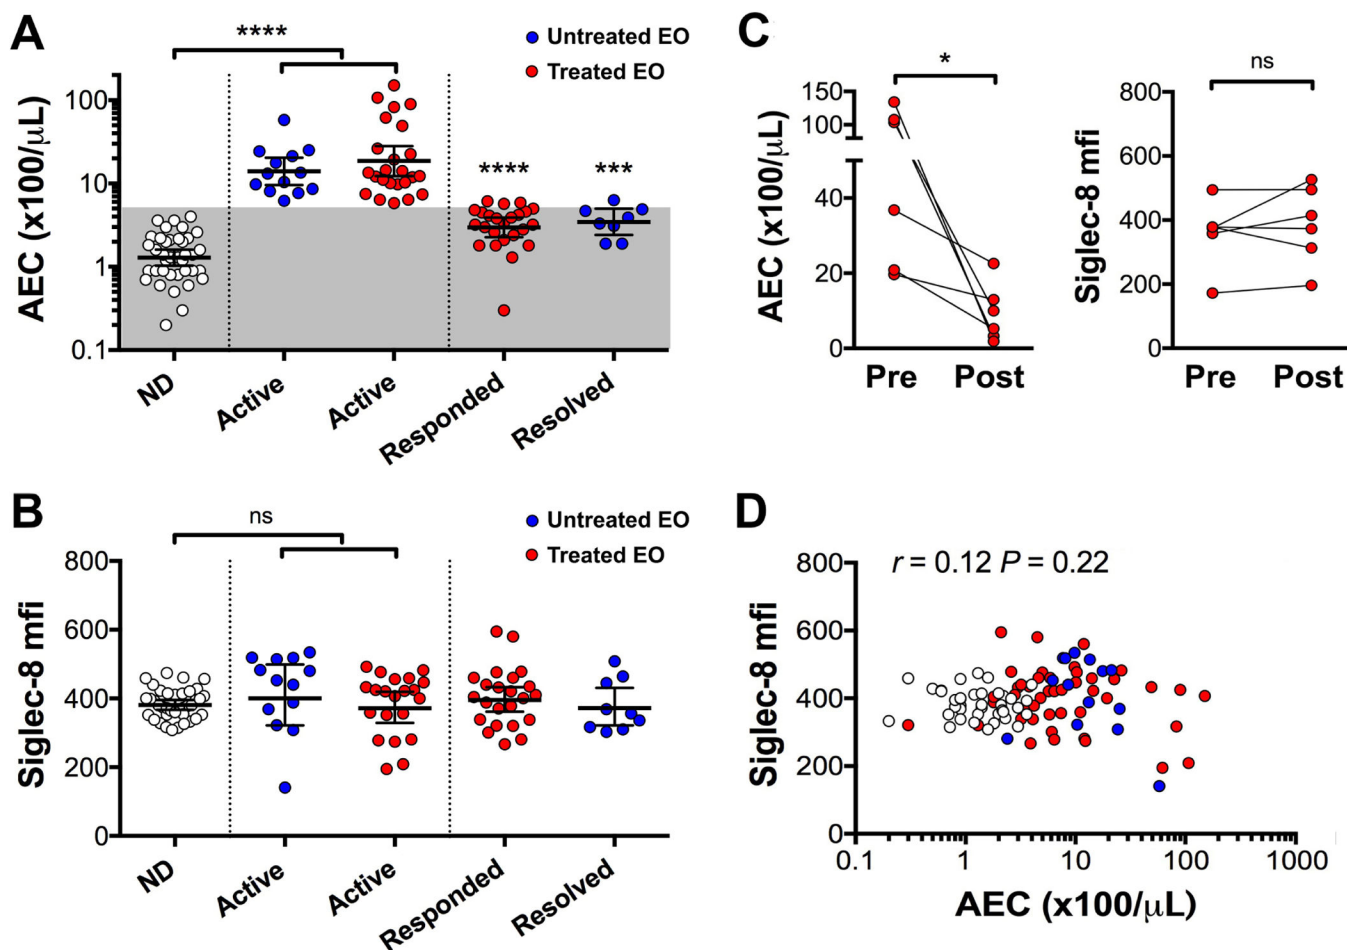 A
****
Untreated EO
Treated EO
AEC (x100/μL)
100
10
1
0.1
****
***
ND
Active
Active
Responded
Resolved
C
*
AEC (x100/μL)
150
100
40
20
0
Pre
Post
ns
Siglec-8 mfi
800
600
400
200
0
Pre
Post
B
ns
Untreated EO
Treated EO
Siglec-8 mfi
800
600
400
200
0
ND
Active
Active
Responded
Resolved
D
r = 0.12 P = 0.22
Siglec-8 mfi
800
600
400
200
0
0.1
1
10
100
1000
AEC (x100/μL)